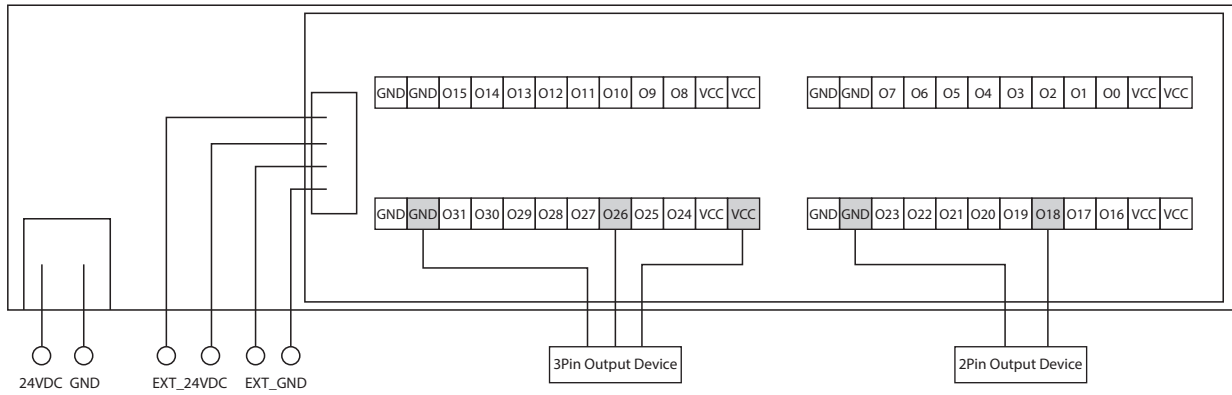 GND GND O15 O14 O13 O12 O11 O10 O9 O8 VCC VCC
GND GND O7 O6 O5 O4 O3 O2 O1 O0 VCC VCC
GND GND O31 O30 O29 O28 O27 O26 O25 O24 VCC VCC
GND GND O23 O22 O21 O20 O19 O18 O17 O16 VCC VCC
3Pin Output Device
2Pin Output Device
24VDC GND EXT_24VDC EXT_GND